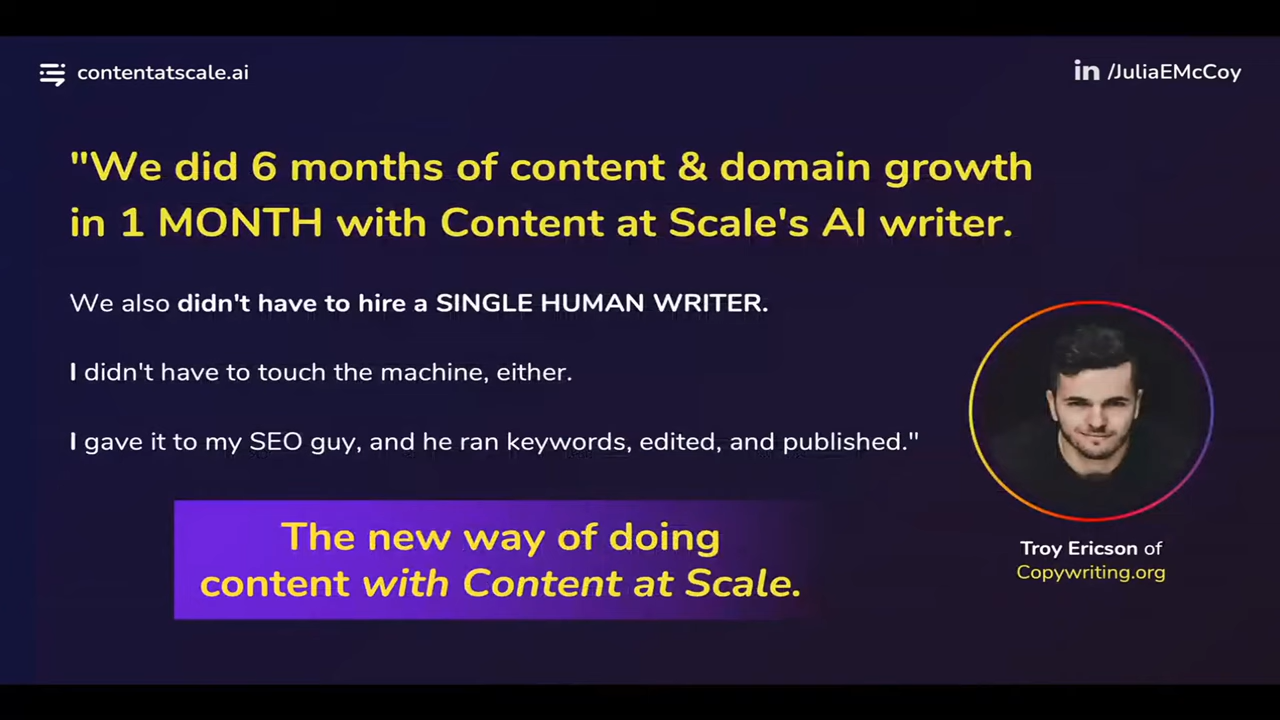 contentatscale.ai
in /JuliaEMcCoy
"We did 6 months of content & domain growth
in 1 MONTH with Content at Scale's AI writer.
We also didn't have to hire a SINGLE HUMAN WRITER.
I didn't have to touch the machine, either.
I gave it to my SEO guy, and he ran keywords, edited, and published."
The new way of doing
content with Content at Scale.
Troy Ericson of
Copywriting.org